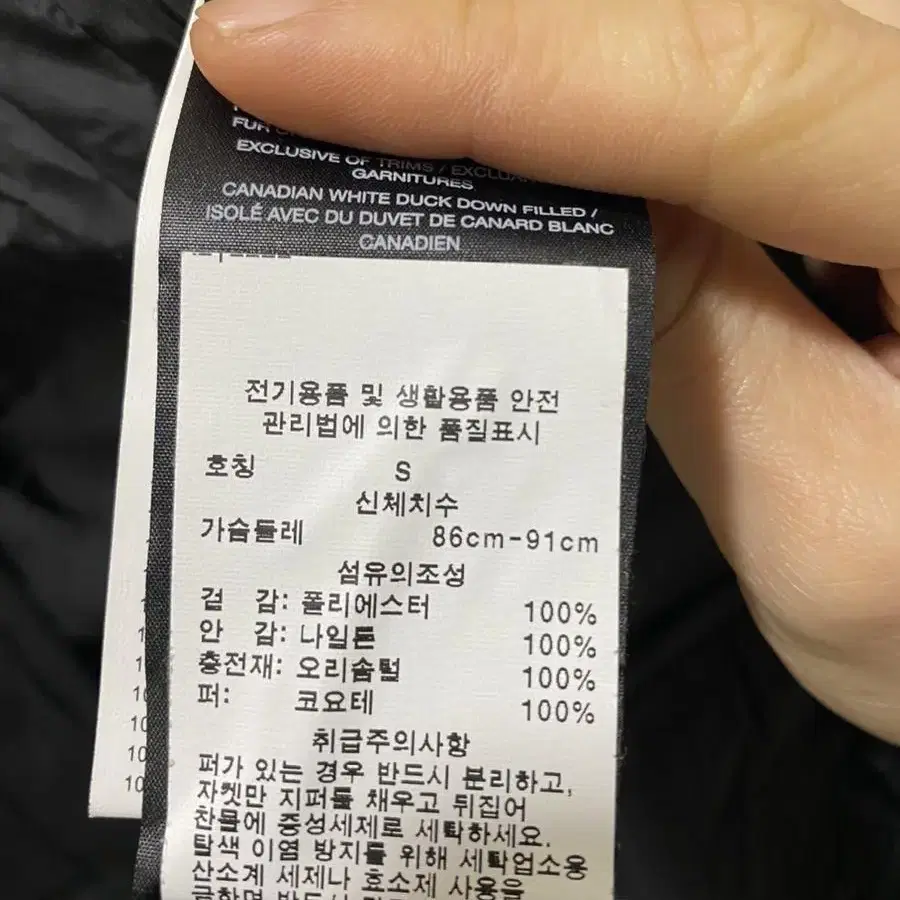 FUR
EXCLUSIVE OF TRIMS /
GARNITURES
CANADIAN WHITE DUCK DOWN FILLED /
ISOLÉ AVEC DU DUVET DE CANARD BLANC
CANADIEN
전기용품 및 생활용품 안전
관리법에 의한 품질표시
호칭 S
신체치수
가슴둘레 86cm-91cm
섬유의조성
겉 감: 폴리에스터 100%
안 감: 나일론 100%
충전재: 오리솜털 100%
퍼: 코요테 100%
취급주의사항
퍼가 있는 경우 반드시 분리하고,
자켓만 지퍼를 채우고 뒤집어
찬물에 중성세제로 세탁하세요.
탈색 이염 방지를 위해 세탁업소용
산소계 세제나 효소제 사용을
금하며 반드시